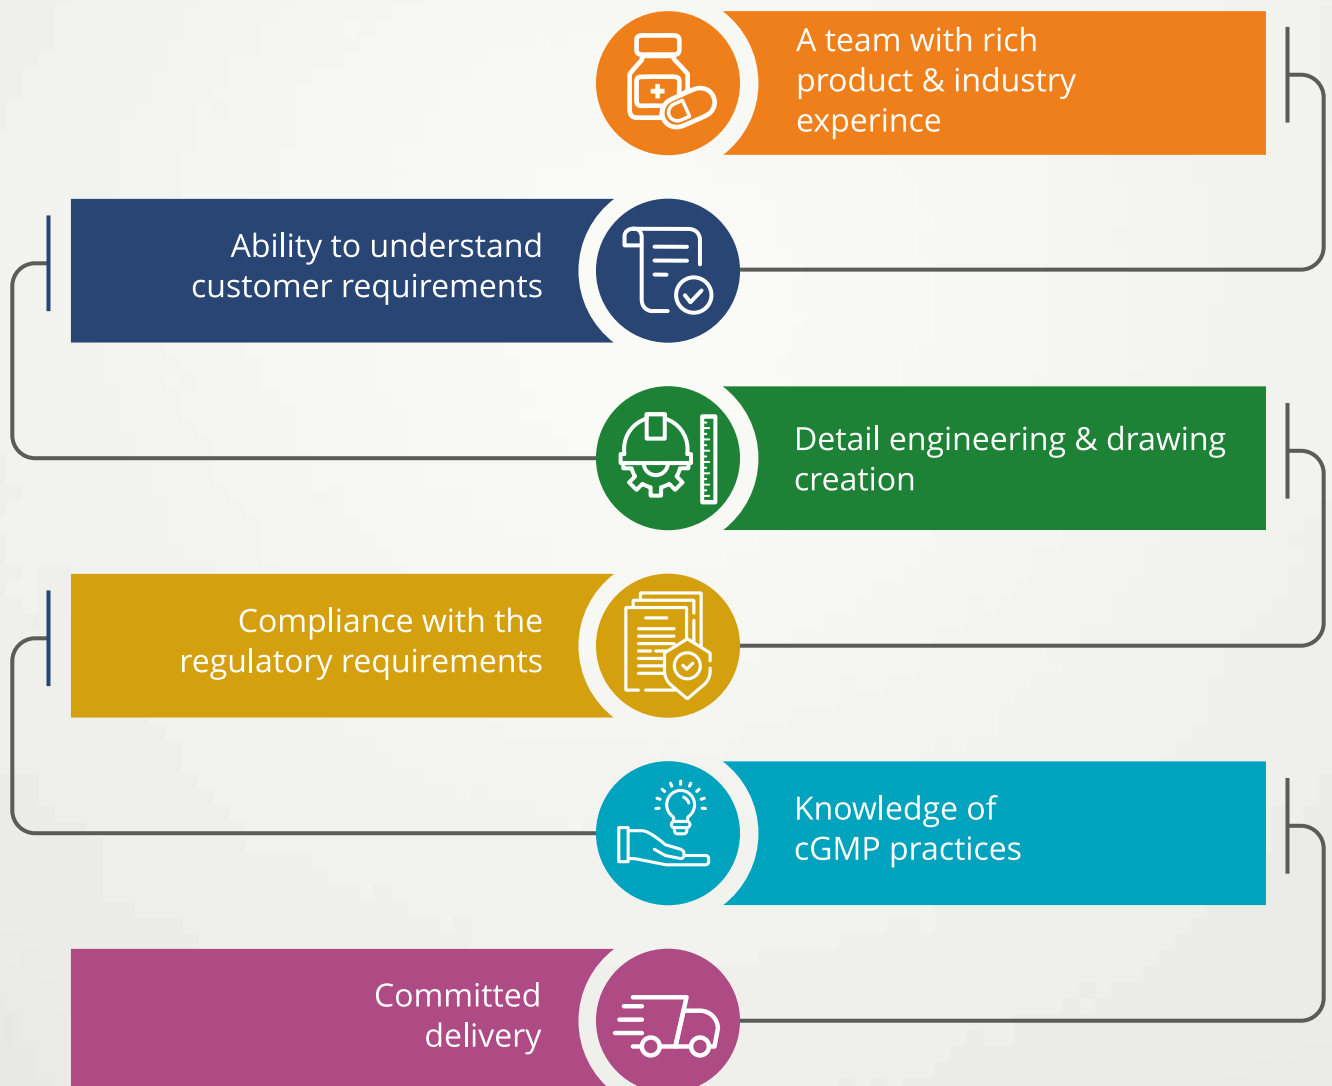 A team with rich
product & industry
experince
Ability to understand
customer requirements
Detail engineering & drawing
creation
Compliance with the
regulatory requirements
Knowledge of
cGMP practices
Committed
delivery